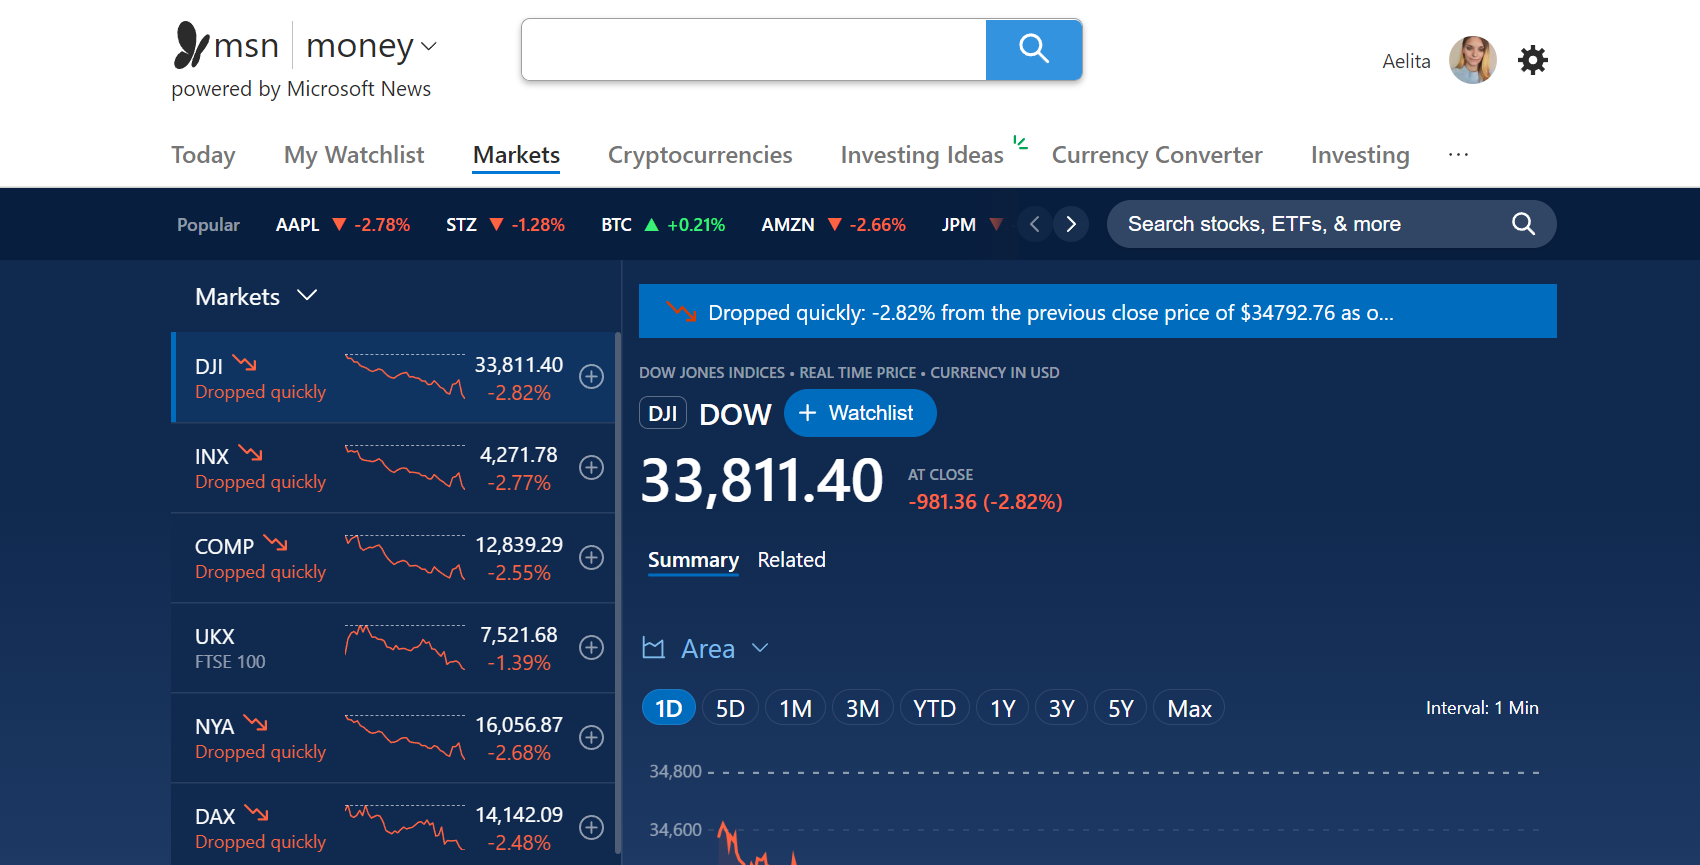 msn money
powered by Microsoft News
Aelita
Today My Watchlist Markets Cryptocurrencies Investing Ideas Currency Converter Investing ...
Popular AAPL -2.78% STZ -1.28% BTC +0.21% AMZN -2.66% JPM Search stocks, ETFs, & more
Markets
DJI 33,811.40
Dropped quickly -2.82%
INX 4,271.78
Dropped quickly -2.77%
COMP 12,839.29
Dropped quickly -2.55%
UKX 7,521.68
FTSE 100 -1.39%
NYA 16,056.87
Dropped quickly -2.68%
DAX 14,142.09
Dropped quickly -2.48%
Dropped quickly: -2.82% from the previous close price of $34792.76 as o...
DOW JONES INDICES • REAL TIME PRICE • CURRENCY IN USD
DJI DOW + Watchlist
33,811.40 AT CLOSE
-981.36 (-2.82%)
Summary Related
Area
1D 5D 1M 3M YTD 1Y 3Y 5Y Max Interval: 1 Min
34,800
34,600